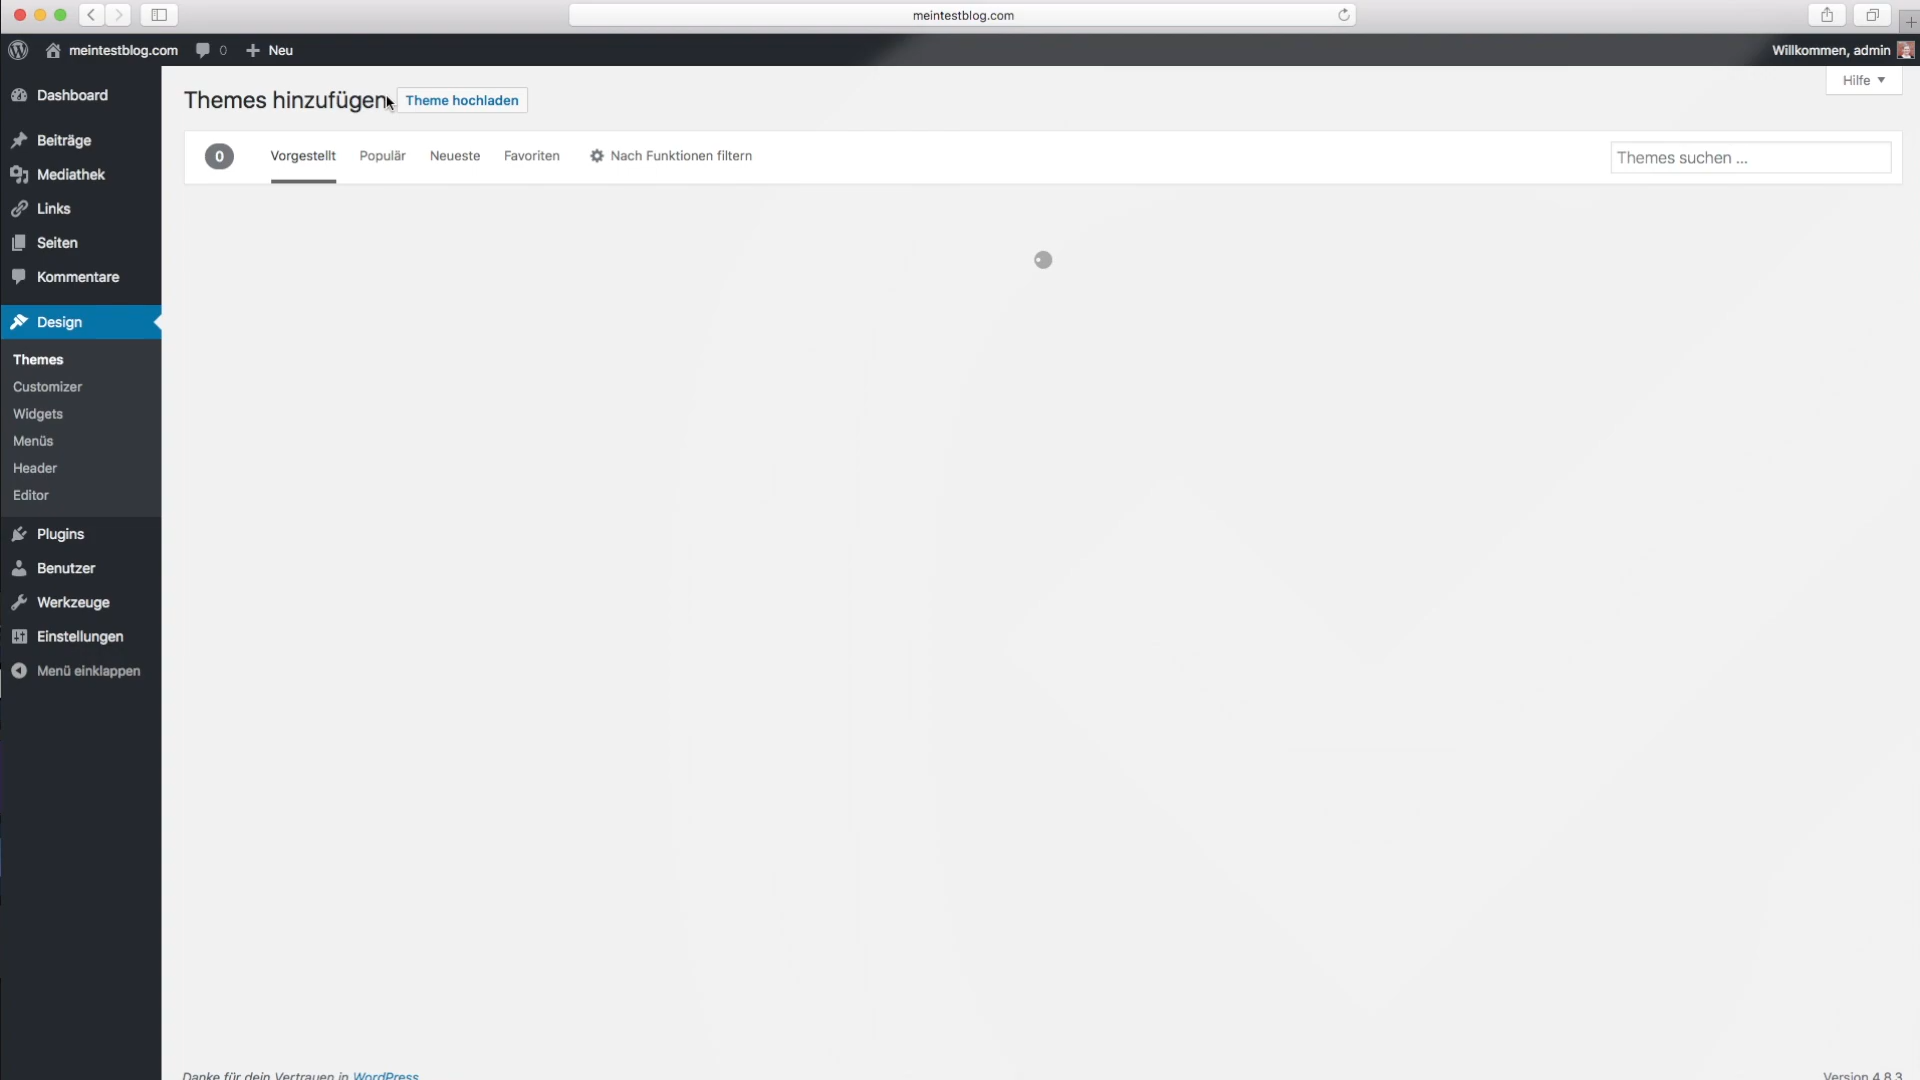 meintestblog.com
meintestblog.com
0
Neu
Willkommen, admin
Hilfe
Dashboard
Beiträge
Mediathek
Links
Seiten
Kommentare
Design
Themes
Customizer
Widgets
Menüs
Header
Editor
Plugins
Benutzer
Werkzeuge
Einstellungen
Menü einklappen
Themes hinzufügen
Theme hochladen
0
Vorgestellt
Populär
Neueste
Favoriten
Nach Funktionen filtern
Themes suchen ...
Danke für dein Vertrauen in WordPress
Version 4.8.3